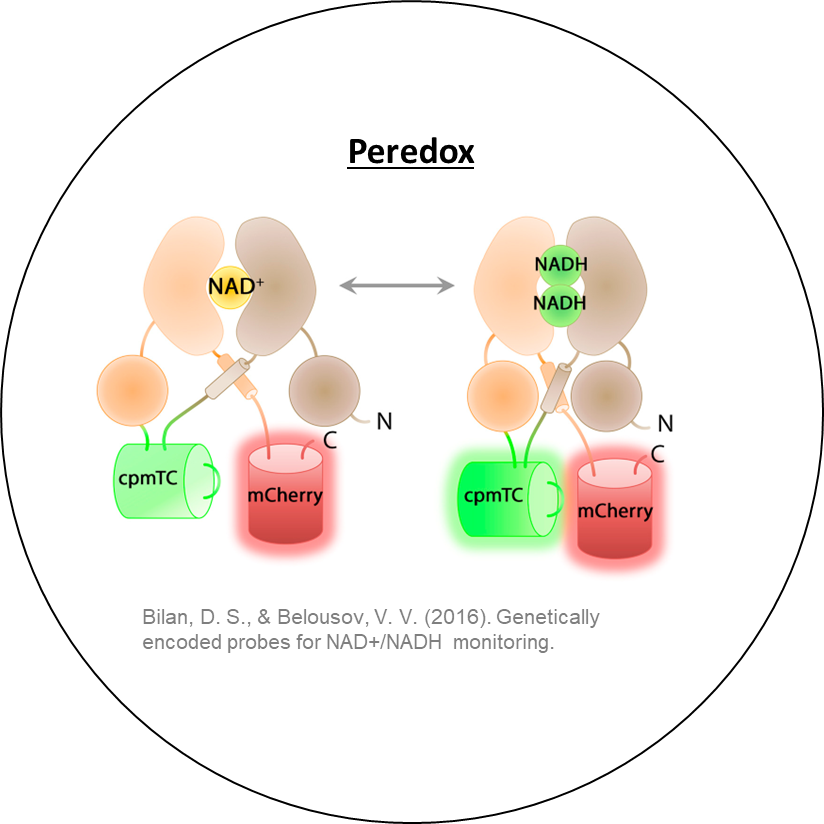 Peredox
NAD⁺
NADH
NADH
N
C
cpmTC
mCherry
N
C
cpmTC
mCherry
Bilan, D. S., & Belousov, V. V. (2016). Genetically
encoded probes for NAD+/NADH monitoring.